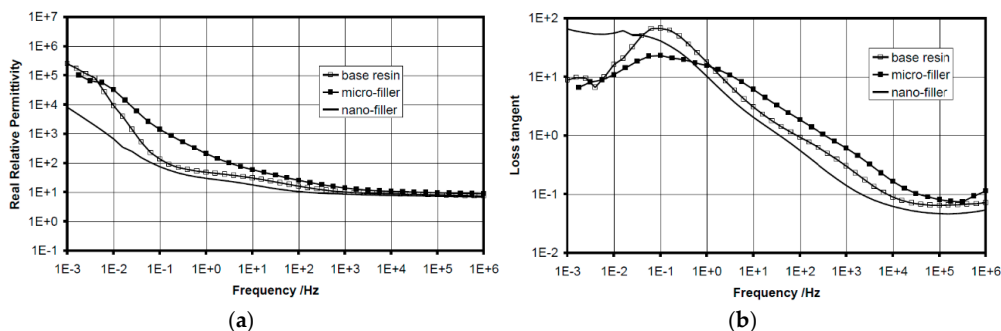 1E+7
1E+6
1E+5
1E+4
1E+3
1E+2
1E+1
1E+0
1E-1
Real Relative Permittivity
base resin
micro-filler
nano-filler
1E-3 1E-2 1E-1 1E+0 1E+1 1E+2 1E+3 1E+4 1E+5 1E+6
Frequency /Hz
(a)
1E+2
1E+1
1E+0
1E-1
1E-2
Loss tangent
base resin
micro-filler
nano-filler
1E-3 1E-2 1E-1 1E+0 1E+1 1E+2 1E+3 1E+4 1E+5 1E+6
Frequency /Hz
(b)